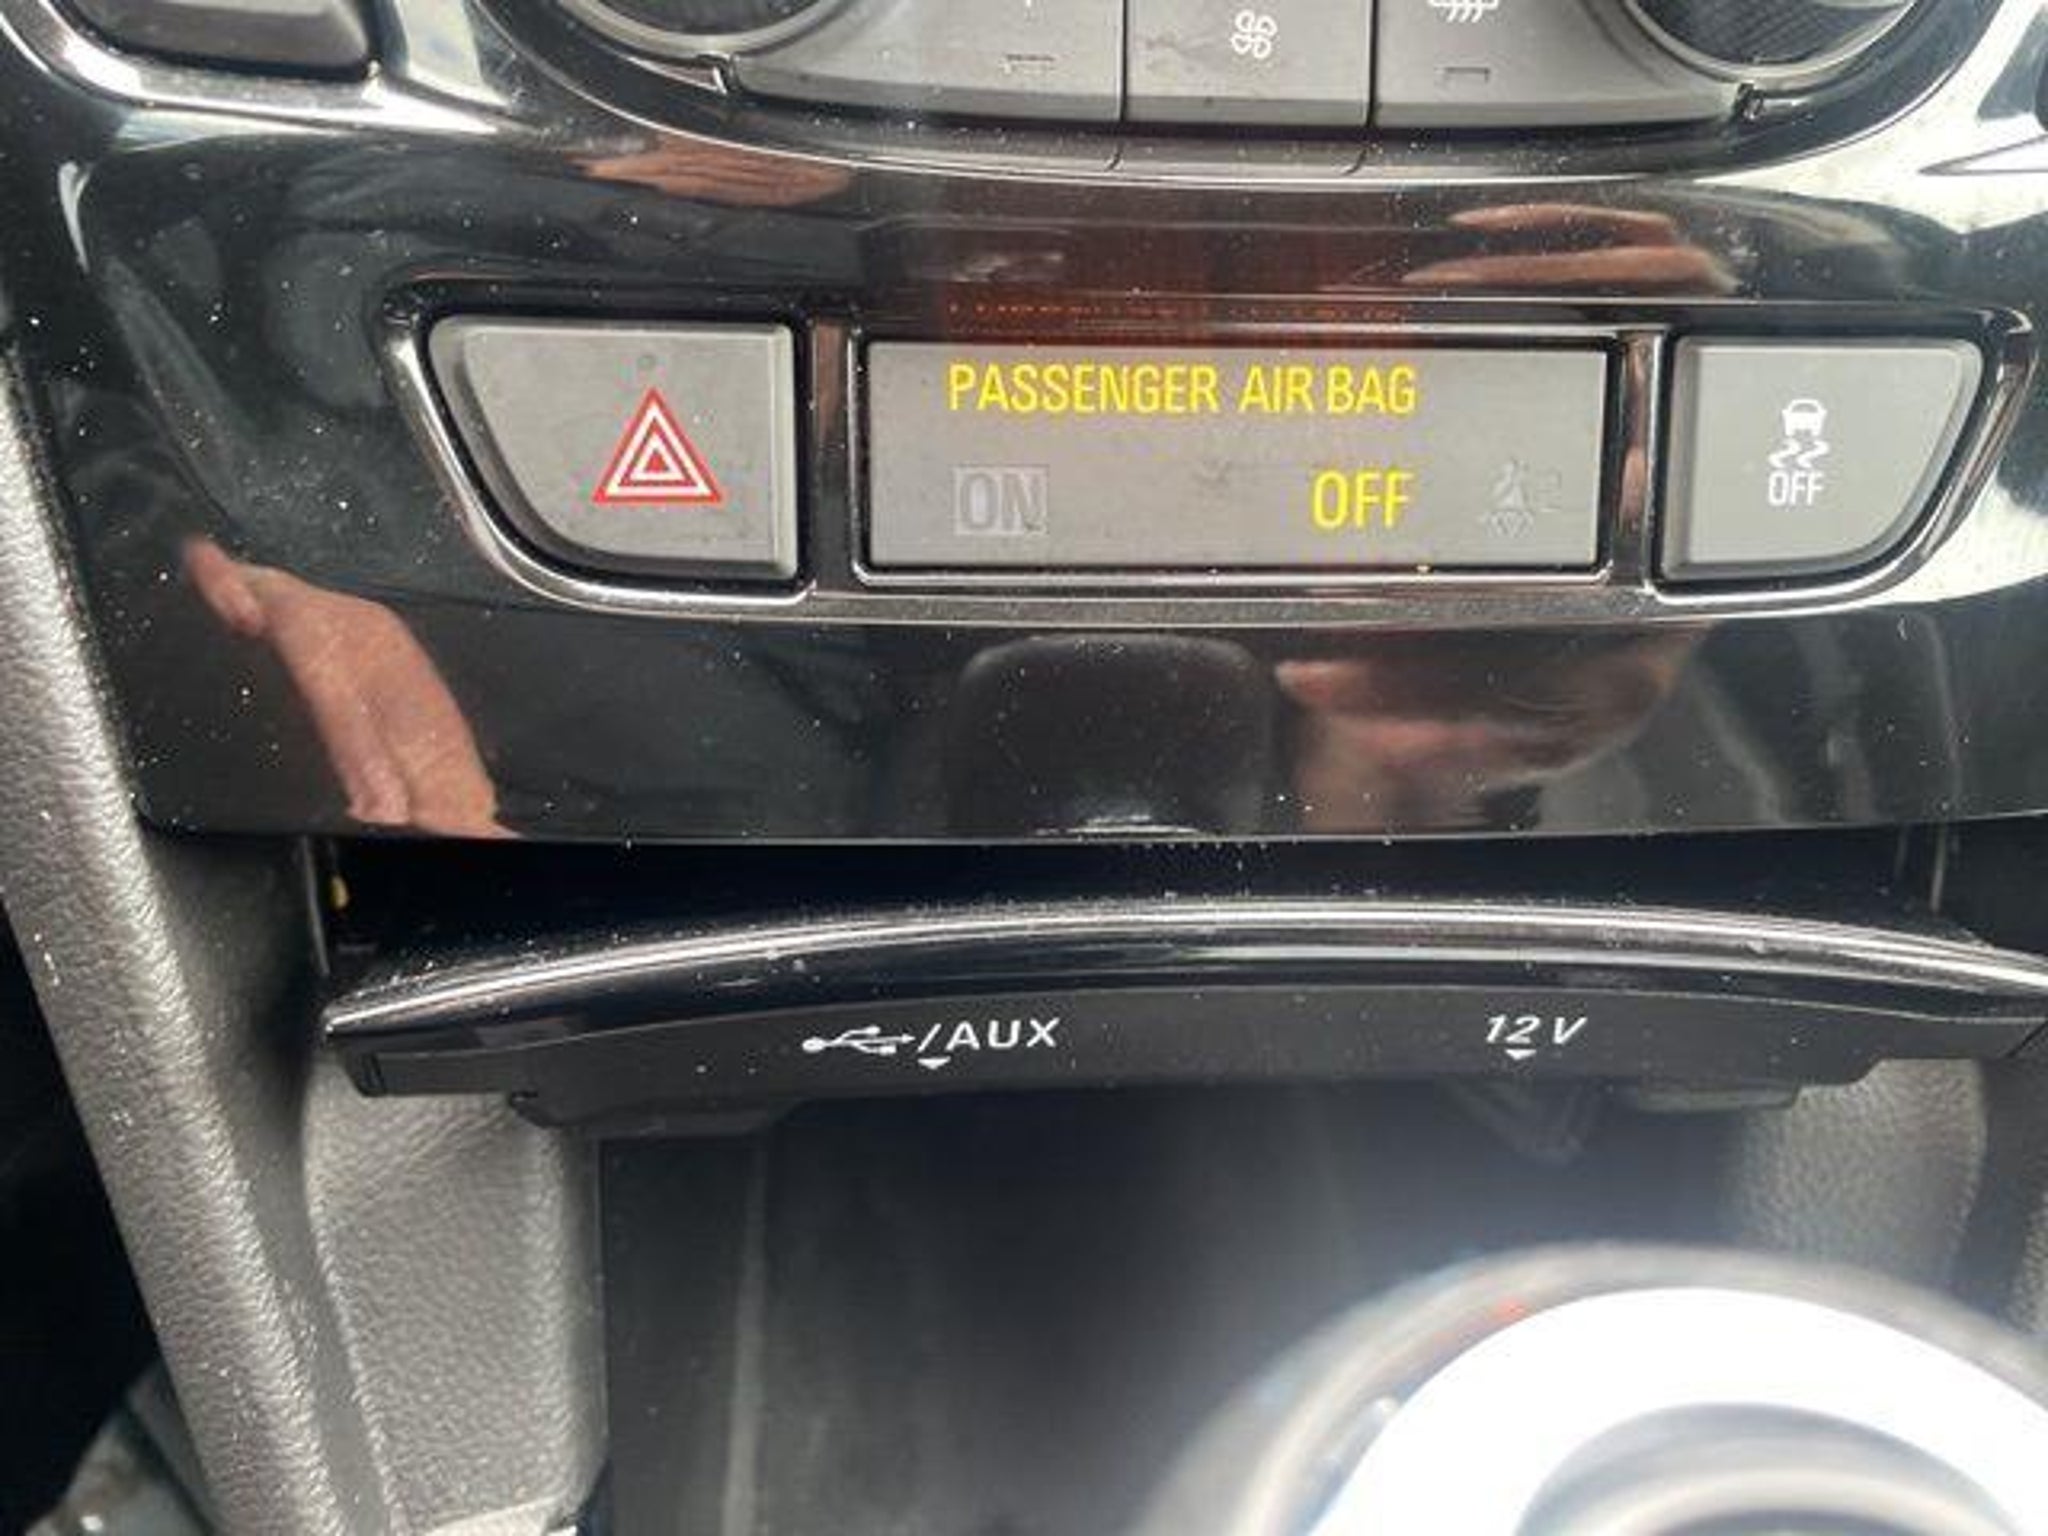 PASSENGER AIR BAG
ON OFF
OFF
/AUX
12V